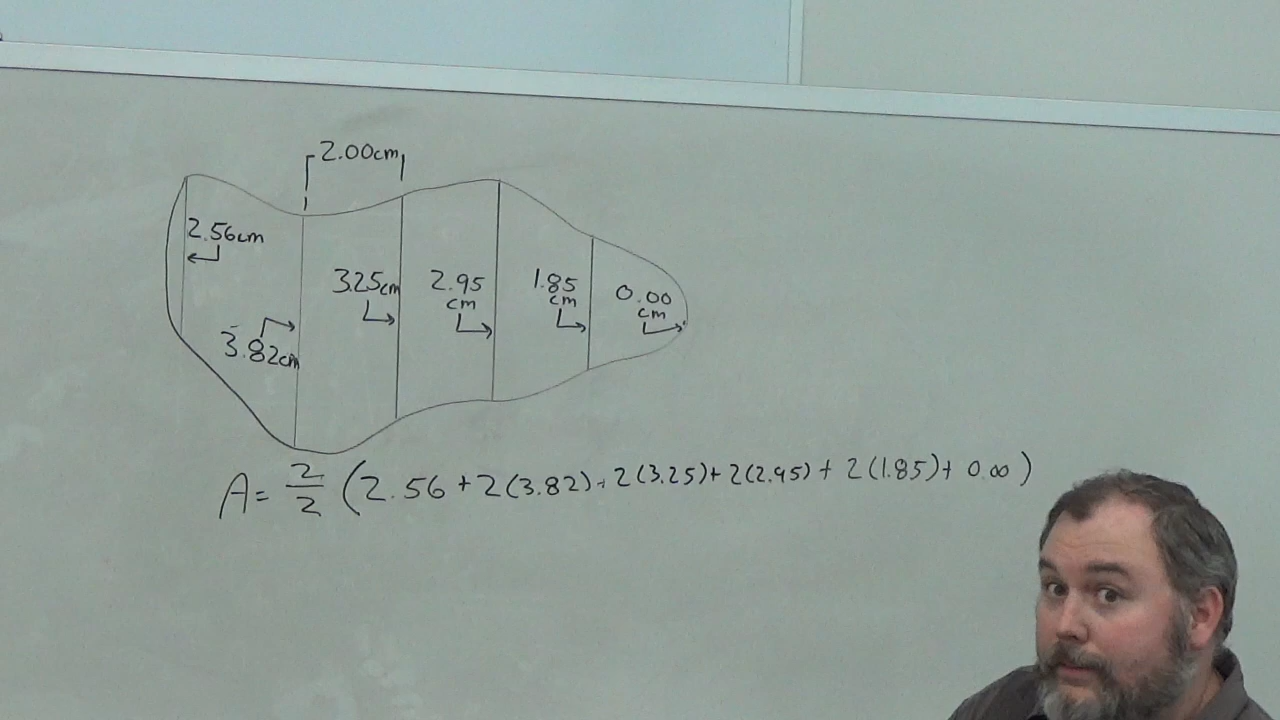 2.00cm
2.56cm
3.25cm
2.95
cm
1.85
cm
0.00
cm
3.82cm
A = 2/2 (2.56 + 2(3.82) + 2(3.25) + 2(2.95) + 2(1.85) + 0.00)